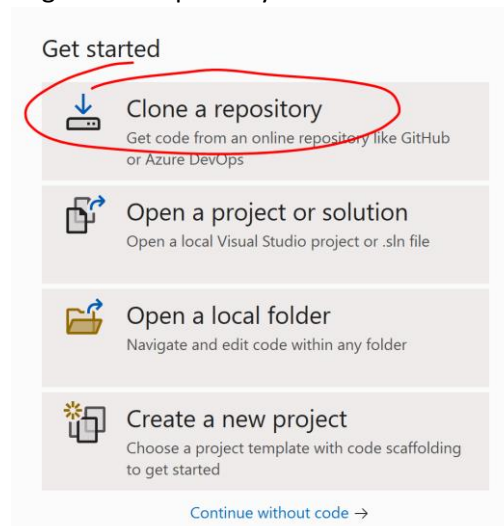 Get started
Clone a repository
Get code from an online repository like GitHub
or Azure DevOps
Open a project or solution
Open a local Visual Studio project or .sln file
Open a local folder
Navigate and edit code within any folder
Create a new project
Choose a project template with code scaffolding
to get started
Continue without code →